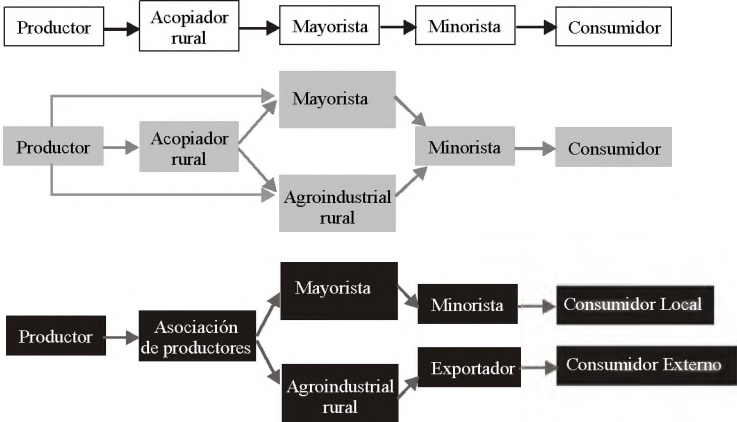 Productor
Acopiador
rural
Mayorista
Minorista
Consumidor
Mayorista
Productor
Acopiador
rural
Minorista
Consumidor
Agroindustrial
rural
Mayorista
Minorista
Consumidor Local
Productor
Asociación
de productores
Agroindustrial
rural
Exportador
Consumidor Externo